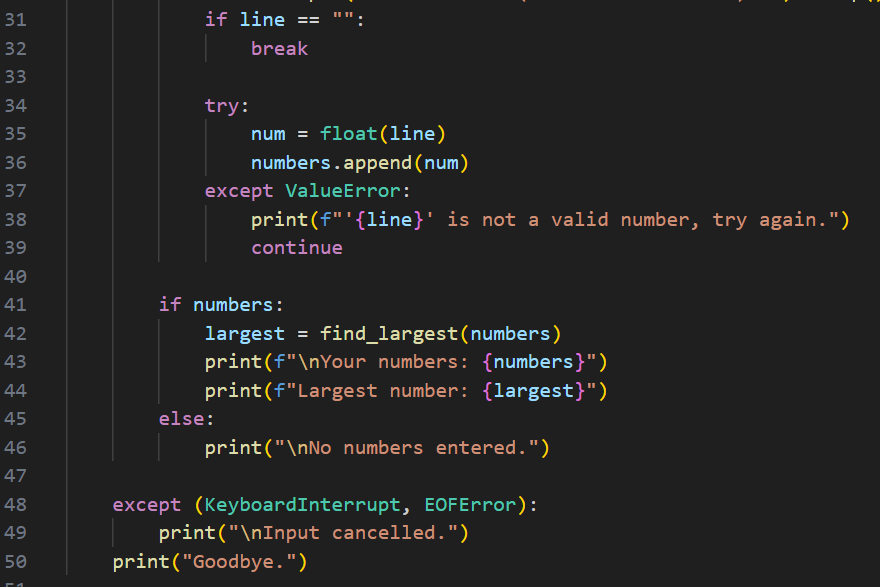 31 if line == "":
32 break
33
34 try:
35 num = float(line)
36 numbers.append(num)
37 except ValueError:
38 print(f"'{line}' is not a valid number, try again.")
39 continue
40
41 if numbers:
42 largest = find_largest(numbers)
43 print(f"\nYour numbers: {numbers}")
44 print(f"Largest number: {largest}")
45 else:
46 print("\nNo numbers entered.")
47
48 except (KeyboardInterrupt, EOFError):
49 print("\nInput cancelled.")
50 print("Goodbye.")